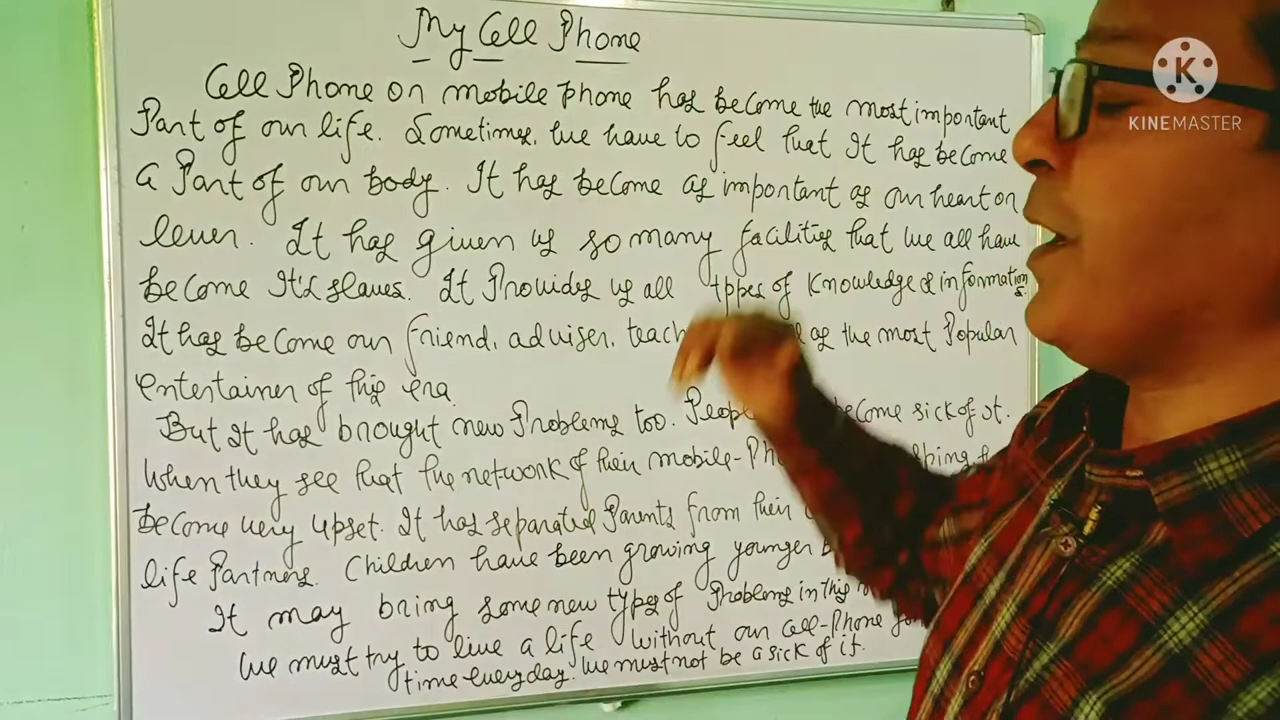 My Cell Phone
Cell Phone or mobile phone has become the most important
Part of our life. Sometimes, we have to feel that It has become
a Part of our body. It has become as important as our heart or
lever. It has given us so many facilities that we all have
become It's slaves. It Provides us all types of Knowledge & informations.
It has become our friend, adviser, teach as the most Popular
entertainer of this era.
But It has brought new Problems too. Peopl become sick of it.
When they see that the network of their mobile-Ph
become very upset. It has separated Parents from their
life Partners. Children have been growing younger
It may bring some new types of Problems in this
We must try to live a life without our cell-Phone
time everyday. We must not be a sick of it.
KINEMASTER